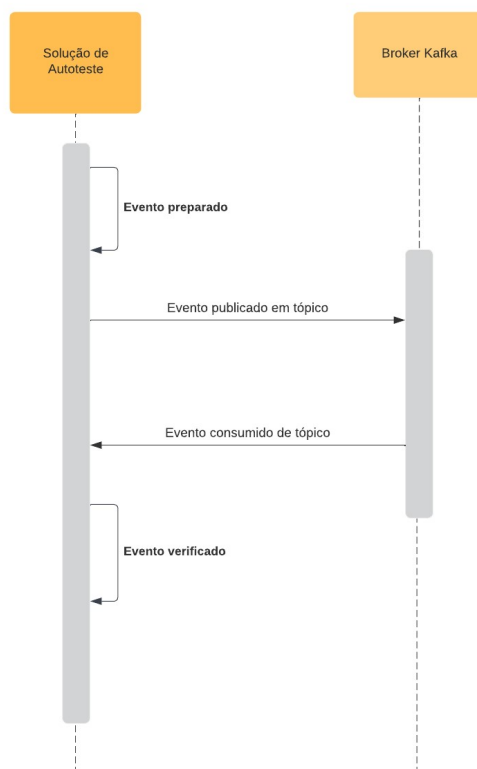 Solução de
Autoteste
Broker Kafka
Evento preparado
Evento publicado em tópico
Evento consumido de tópico
Evento verificado